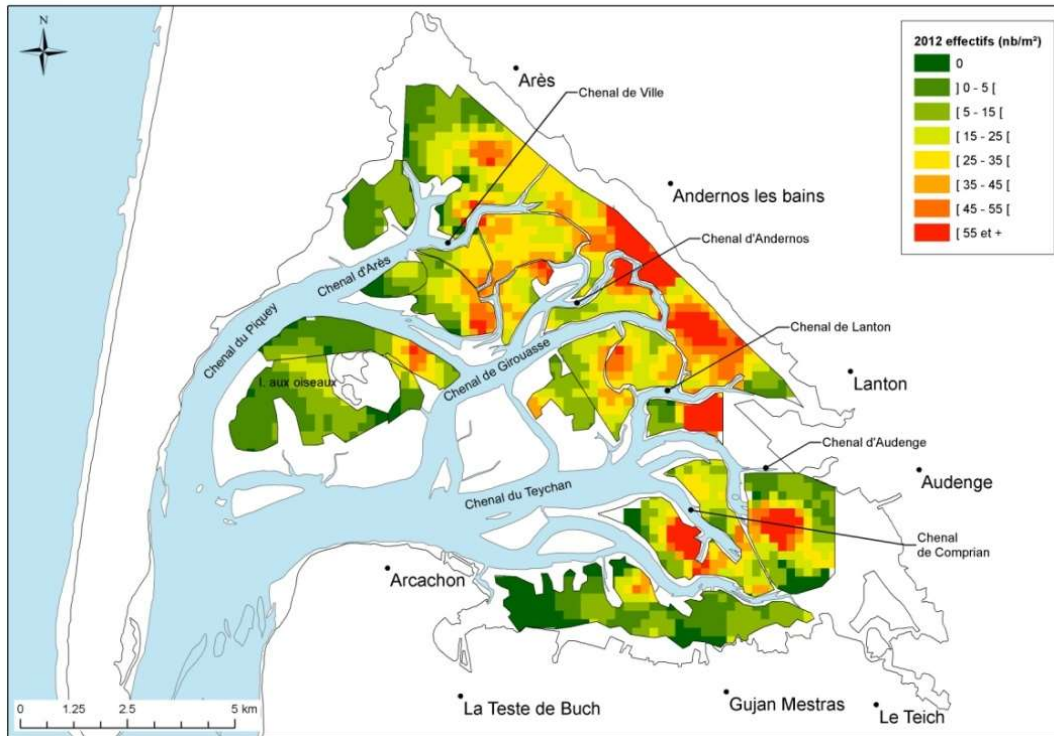 N
2012 effectifs (nb/m²)
0
] 0 - 5 [
[ 5 - 15 [
[ 15 - 25 [
[ 25 - 35 [
[ 35 - 45 [
[ 45 - 55 [
[ 55 et +
Arès
Chenal de Ville
Andernos les bains
Chenal d'Andernos
Chenal d'Arès
Chenal du Piquey
Chenal de Lanton
Chenal de Girouasse
Lanton
I. aux oiseaux
Chenal d'Audenge
Audenge
Chenal du Teychan
Chenal
de Comprian
Arcachon
La Teste de Buch
Gujan Mestras
Le Teich
0 1.25 2.5 5 km